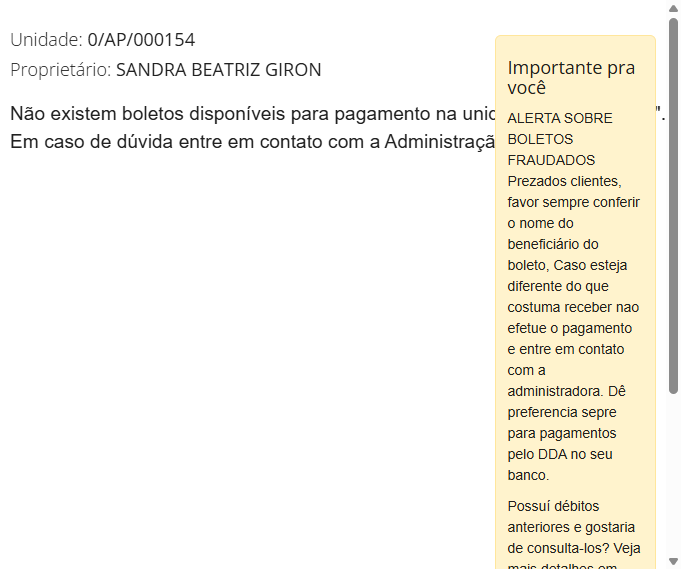 Unidade: 0/AP/000154
Proprietário: SANDRA BEATRIZ GIRON
Não existem boletos disponíveis para pagamento na ".
Em caso de dúvida entre em contato com a
Importante pra
você
ALERTA SOBRE
BOLETOS
FRAUDADOS
Prezados clientes,
favor sempre conferir
o nome do
beneficiário do
boleto, Caso esteja
diferente do que
costuma receber nao
efetue o pagamento
e entre em contato
com a
administradora. Dê
preferencia sepre
para pagamentos
pelo DDA no seu
banco.
Possuí débitos
anteriores e gostaria
de consulta-los? Veja
mais detalhes em